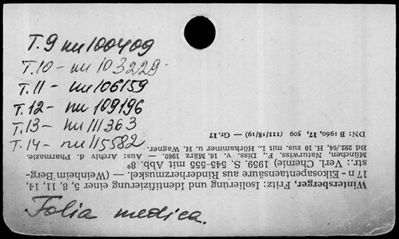 T.9 nu 100409
T.10 - nu 103229
T.11 - nu 106159
T.12 - nu 109196
T.13 - nu 111363
T.14 - nu 115582
Folia medica.
Wintersberger, Fritz: Isolierung und Identifizierung einer 5, 8, 11, 14,
17 n - Eikosapentaensäure aus Rinderherzmuskel. — (Weinheim/Berg-
str.: Verl. Chemie) 1959. S. 545-555 mit Abb. 8°
München, Naturwiss. F., Diss. v. 16. März 1960. — Aus: Archiv d. Pharmazie.
Bd 292/64, H. 10 zus. mit L. Hörhammer u. H. Wagner.
DN: B 1960, 17, 509 (III/18/19) — Gr. 17